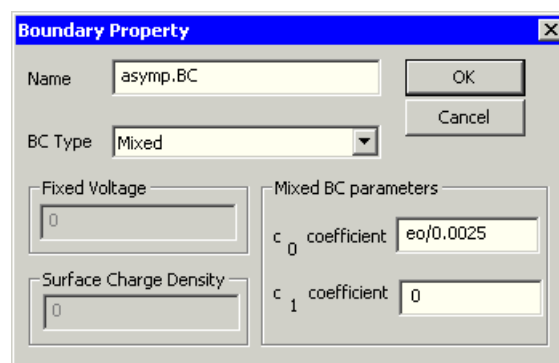 Boundary Property
Name
asymp.BC
OK
Cancel
BC Type
Mixed
Fixed Voltage
0
Surface Charge Density
0
Mixed BC parameters
c 0 coefficient
eo/0.0025
c 1 coefficient
0